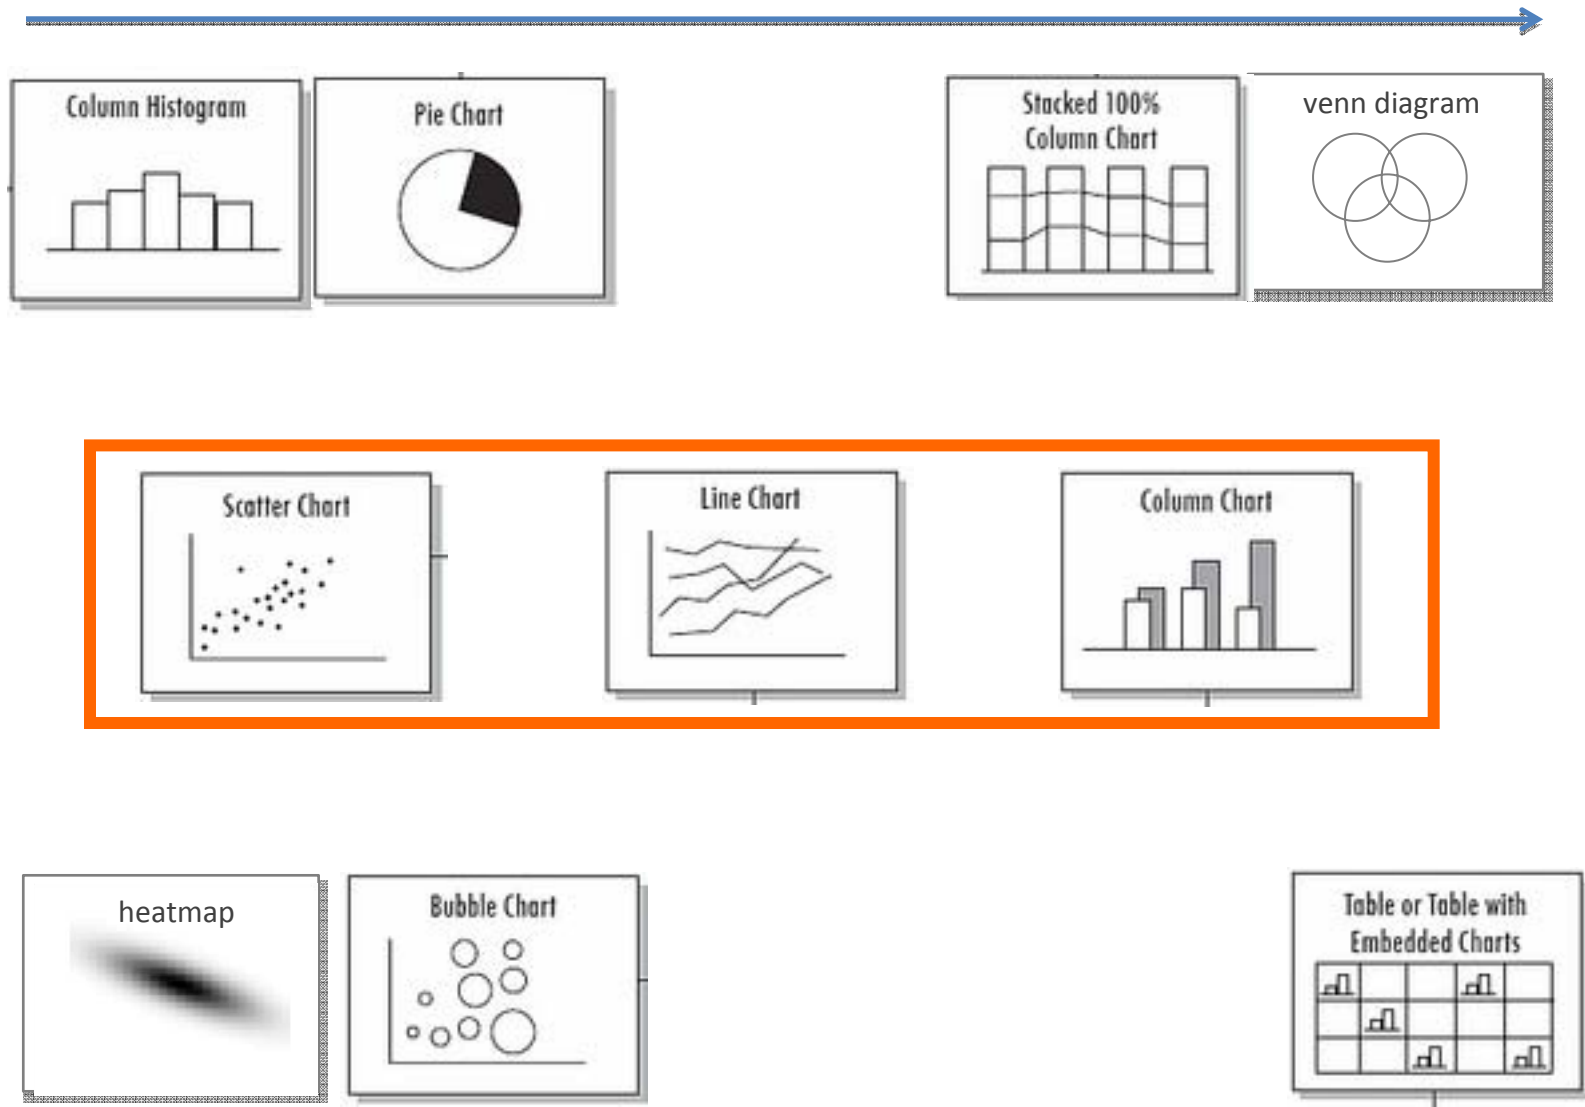 Column Histogram
Pie Chart
Stacked 100%
Column Chart
venn diagram
Scatter Chart
Line Chart
Column Chart
heatmap
Bubble Chart
Table or Table with
Embedded Charts